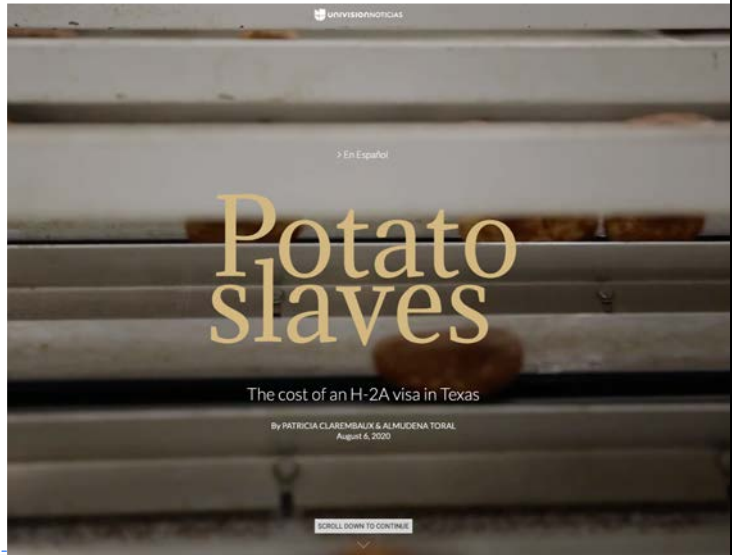 UNIVISIONNOTICIAS
> En Español
Potato
slaves
The cost of an H-2A visa in Texas
By PATRICIA CLAREMBAUX & ALMUDENA TORAL
August 6, 2020
SCROLL DOWN TO CONTINUE